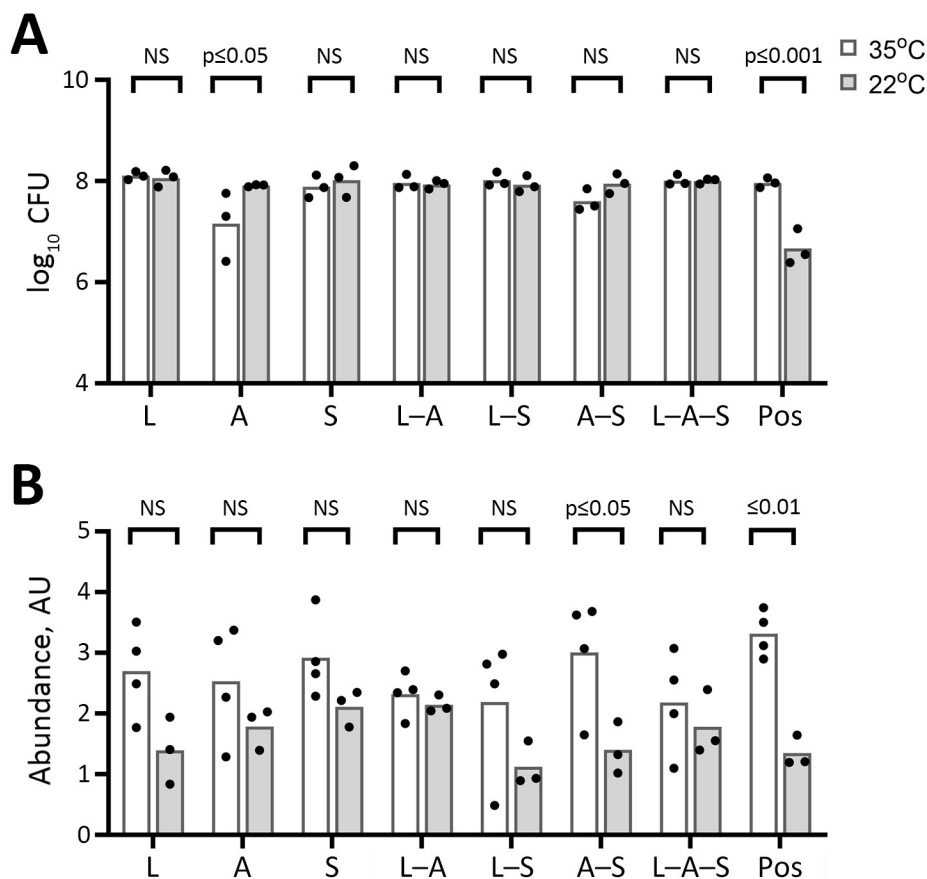 A
NS p≤0.05 NS NS NS NS NS p≤0.001
35°C
22°C
10
8
6
4
log10 CFU
L A S L–A L–S A–S L–A–S Pos
B
NS NS NS NS NS p≤0.05 NS ≤0.01
5
4
3
2
1
0
Abundance, AU
L A S L–A L–S A–S L–A–S Pos